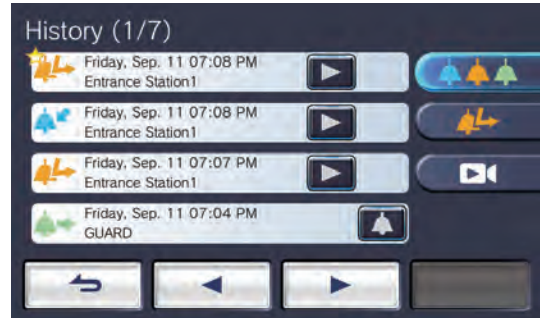 History (1/7)
Friday, Sep. 11 07:08 PM
Entrance Station1
Friday, Sep. 11 07:08 PM
Entrance Station1
Friday, Sep. 11 07:07 PM
Entrance Station1
Friday, Sep. 11 07:04 PM
GUARD